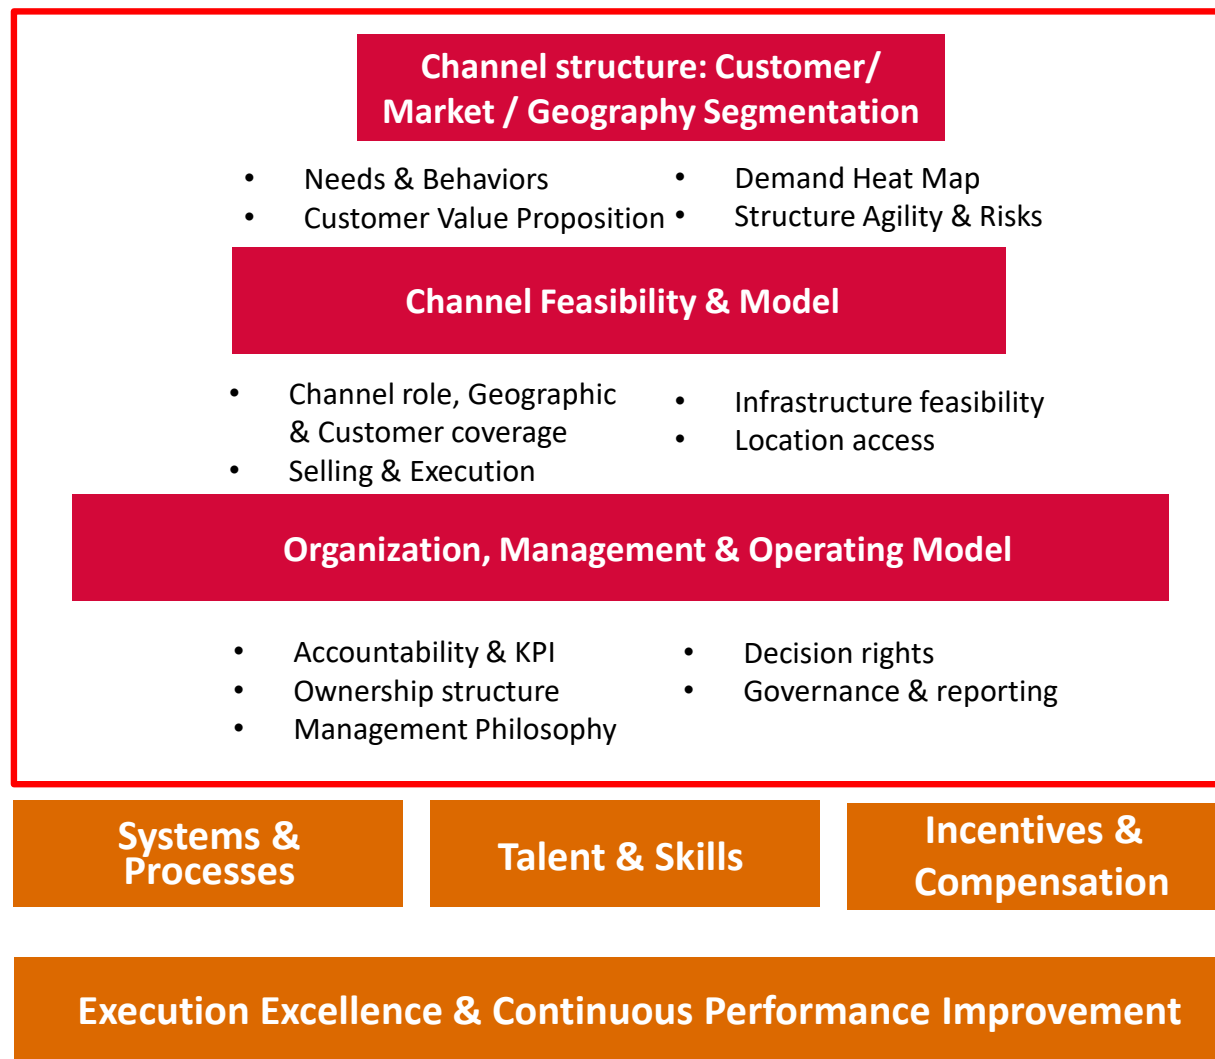 Channel structure: Customer/
Market / Geography Segmentation
• Needs & Behaviors
• Customer Value Proposition
• Demand Heat Map
• Structure Agility & Risks
Channel Feasibility & Model
• Channel role, Geographic
& Customer coverage
• Selling & Execution
• Infrastructure feasibility
• Location access
Organization, Management & Operating Model
• Accountability & KPI
• Ownership structure
• Management Philosophy
• Decision rights
• Governance & reporting
Systems &
Processes
Talent & Skills
Incentives &
Compensation
Execution Excellence & Continuous Performance Improvement